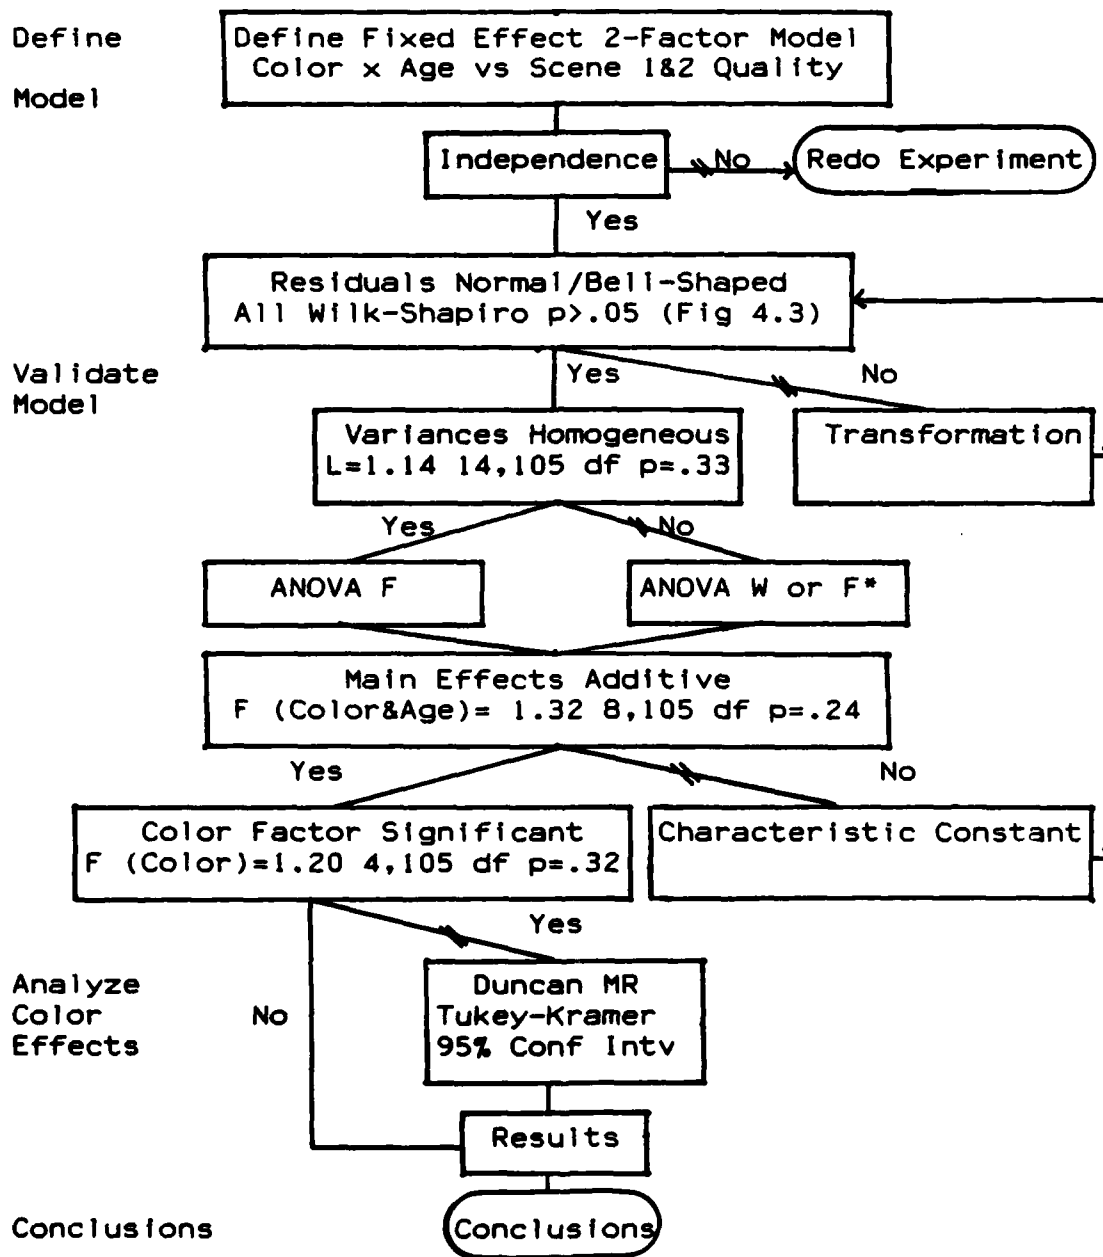 Define
Model
Define Fixed Effect 2-Factor Model
Color x Age vs Scene 1&2 Quality
Independence
No
Redo Experiment
Yes
Residuals Normal/Bell-Shaped
All Wilk-Shapiro p>.05 (Fig 4.3)
Validate
Model
Yes
No
Variances Homogeneous
L=1.14 14,105 df p=.33
Transformation
Yes
No
ANOVA F
ANOVA W or F*
Main Effects Additive
F (Color&Age)= 1.32 8,105 df p=.24
Yes
No
Color Factor Significant
F (Color)=1.20 4,105 df p=.32
Characteristic Constant
Yes
Analyze
Color
Effects
No
Duncan MR
Tukey-Kramer
95% Conf Intv
Results
Conclusions
Conclusions